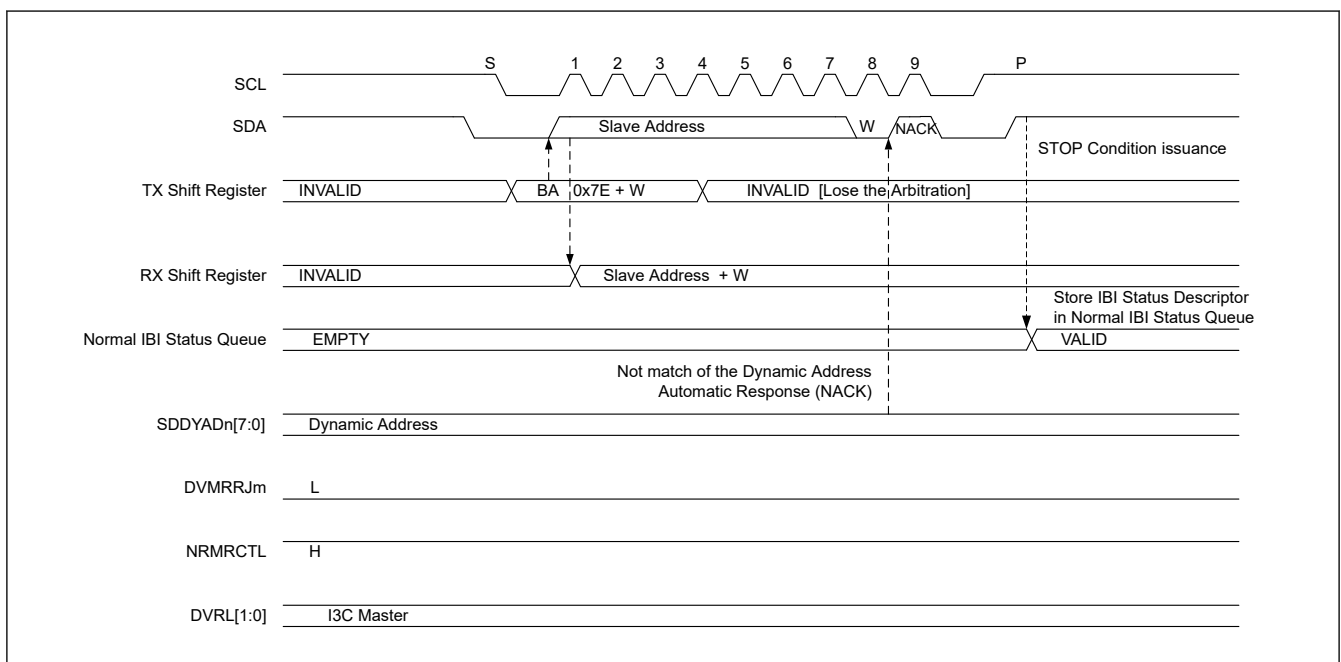 S 1 2 3 4 5 6 7 8 9 P
SCL
SDA Slave Address W NACK
STOP Condition issuance
TX Shift Register INVALID BA 0x7E + W INVALID [Lose the Arbitration]
RX Shift Register INVALID Slave Address + W
Store IBI Status Descriptor
in Normal IBI Status Queue
Normal IBI Status Queue EMPTY VALID
Not match of the Dynamic Address
Automatic Response (NACK)
SDDYADn[7:0] Dynamic Address
DVMRRJm L
NRMRCTL H
DVRL[1:0] I3C Master